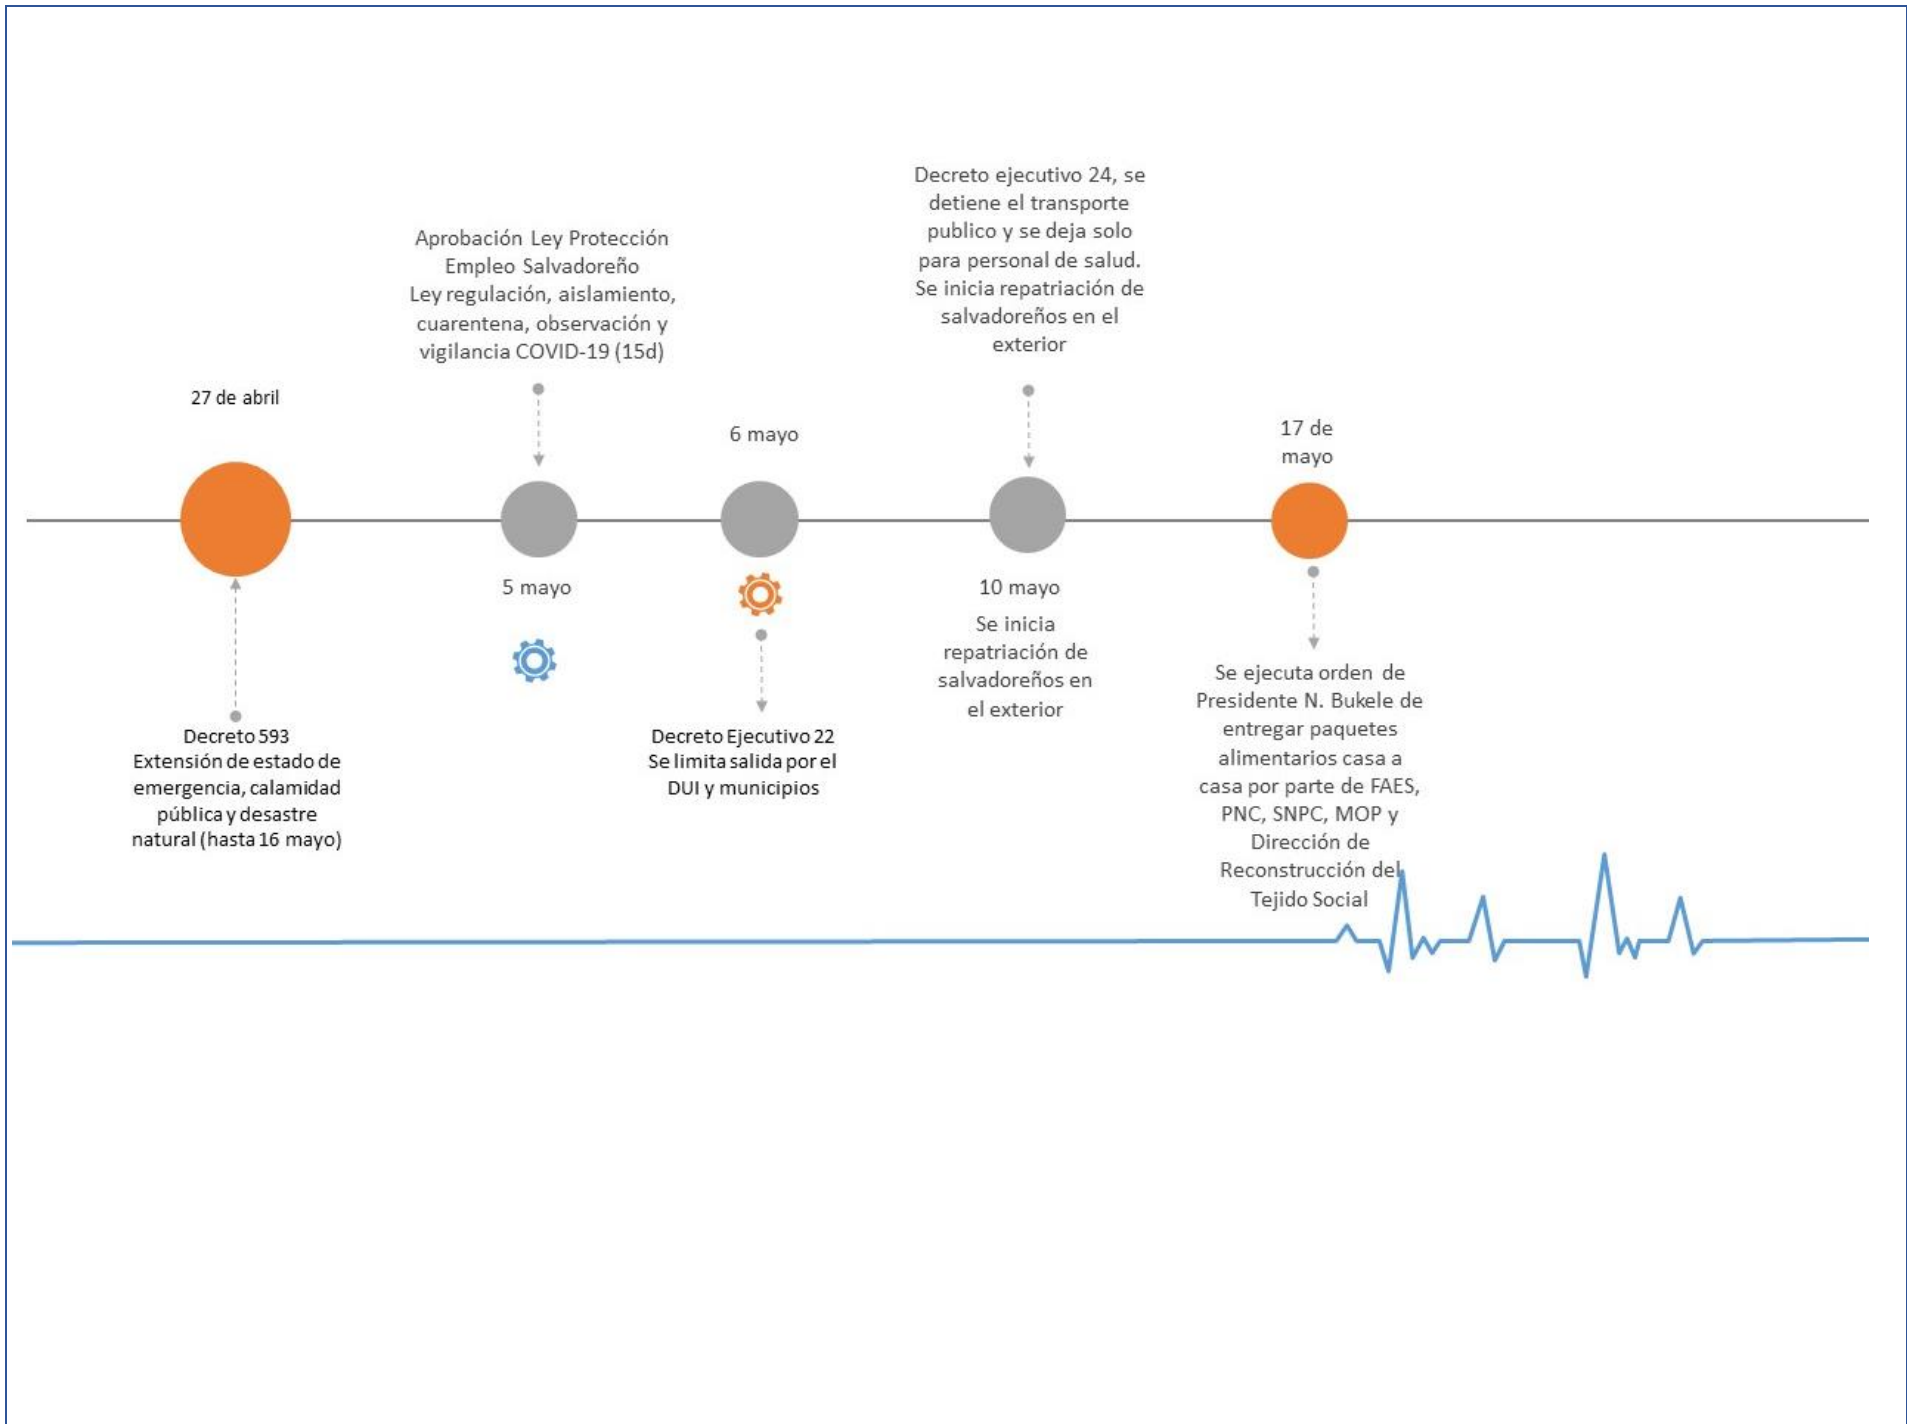 27 de abril
Decreto 593
Extensión de estado de
emergencia, calamidad
pública y desastre
natural (hasta 16 mayo)
Aprobación Ley Protección
Empleo Salvadoreño
Ley regulación, aislamiento,
cuarentena, observación y
vigilancia COVID-19 (15d)
5 mayo
6 mayo
Decreto Ejecutivo 22
Se limita salida por el
DUI y municipios
Decreto ejecutivo 24, se
detiene el transporte
publico y se deja solo
para personal de salud.
Se inicia repatriación de
salvadoreños en el
exterior
10 mayo
Se inicia
repatriación de
salvadoreños en
el exterior
17 de
mayo
Se ejecuta orden de
Presidente N. Bukele de
entregar paquetes
alimentarios casa a
casa por parte de FAES,
PNC, SNPC, MOP y
Dirección de
Reconstrucción del
Tejido Social